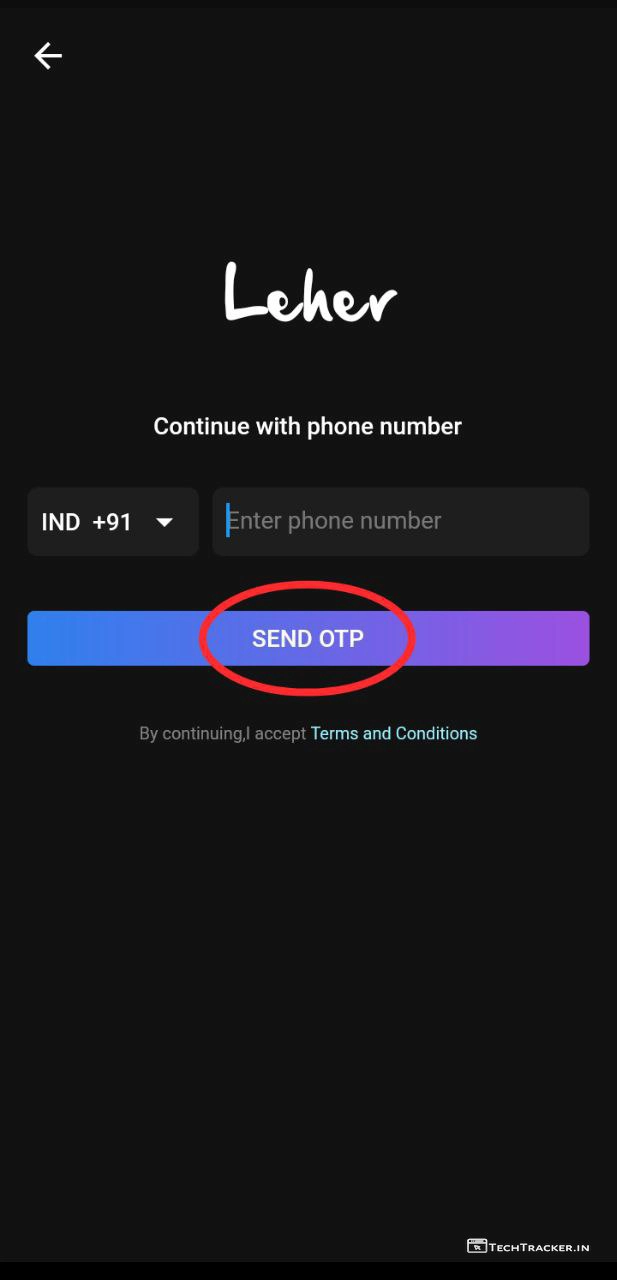 Leher
Continue with phone number
IND +91 Enter phone number
SEND OTP
By continuing,I accept Terms and Conditions
TECHTRACKER.IN